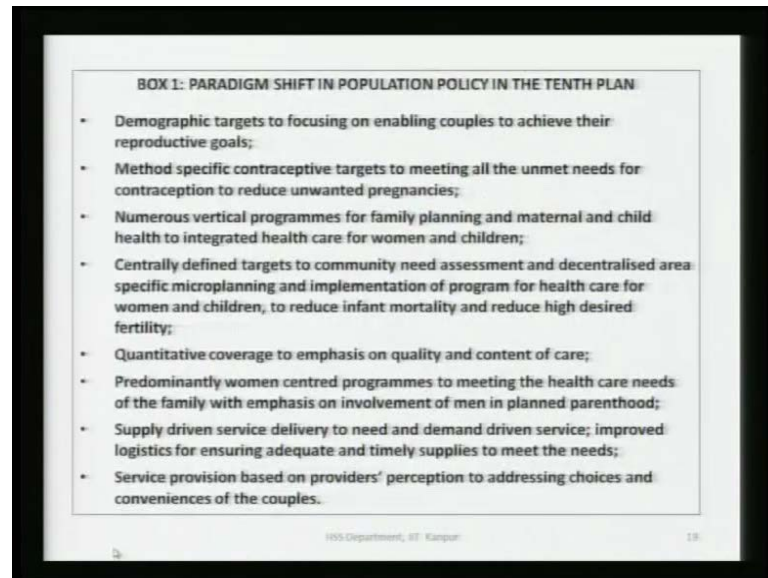 BOX 1: PARADIGM SHIFT IN POPULATION POLICY IN THE TENTH PLAN
• Demographic targets to focusing on enabling couples to achieve their
reproductive goals;
• Method specific contraceptive targets to meeting all the unmet needs for
contraception to reduce unwanted pregnancies;
• Numerous vertical programmes for family planning and maternal and child
health to integrated health care for women and children;
• Centrally defined targets to community need assessment and decentralised area
specific microplanning and implementation of program for health care for
women and children, to reduce infant mortality and reduce high desired
fertility;
• Quantitative coverage to emphasis on quality and content of care;
• Predominantly women centred programmes to meeting the health care needs
of the family with emphasis on involvement of men in planned parenthood;
• Supply driven service delivery to need and demand driven service; improved
logistics for ensuring adequate and timely supplies to meet the needs;
• Service provision based on providers' perception to addressing choices and
conveniences of the couples.
HSS Department, IIT Kanpur
19